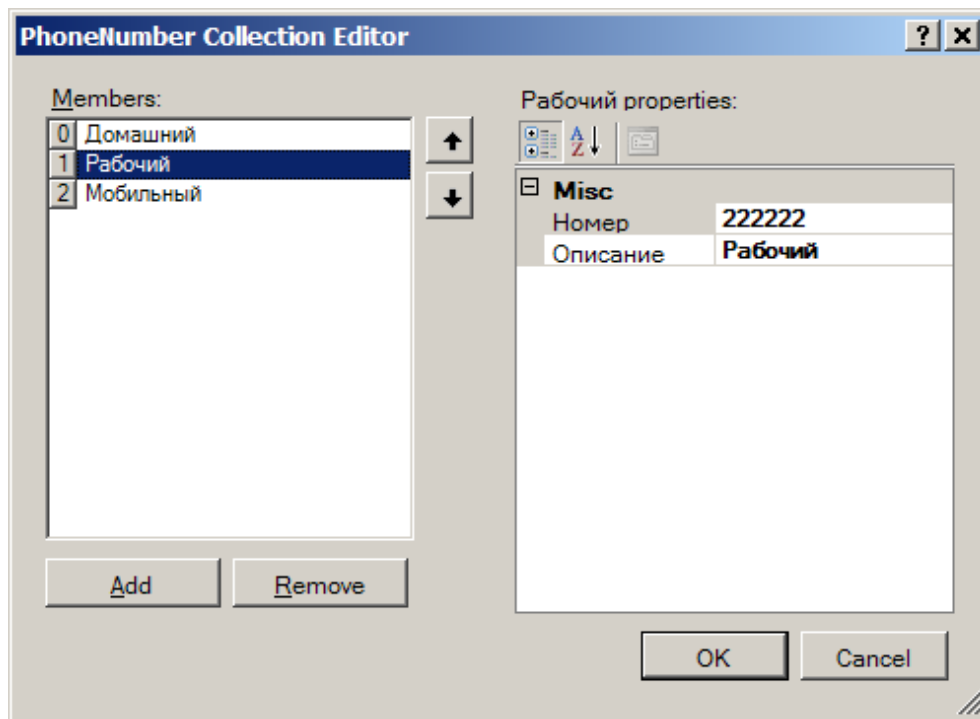 PhoneNumber Collection Editor
Members:
0 Домашний
1 Рабочий
2 Мобильный
Add
Remove
Рабочий properties:
Misc
Номер 222222
Описание Рабочий
OK
Cancel